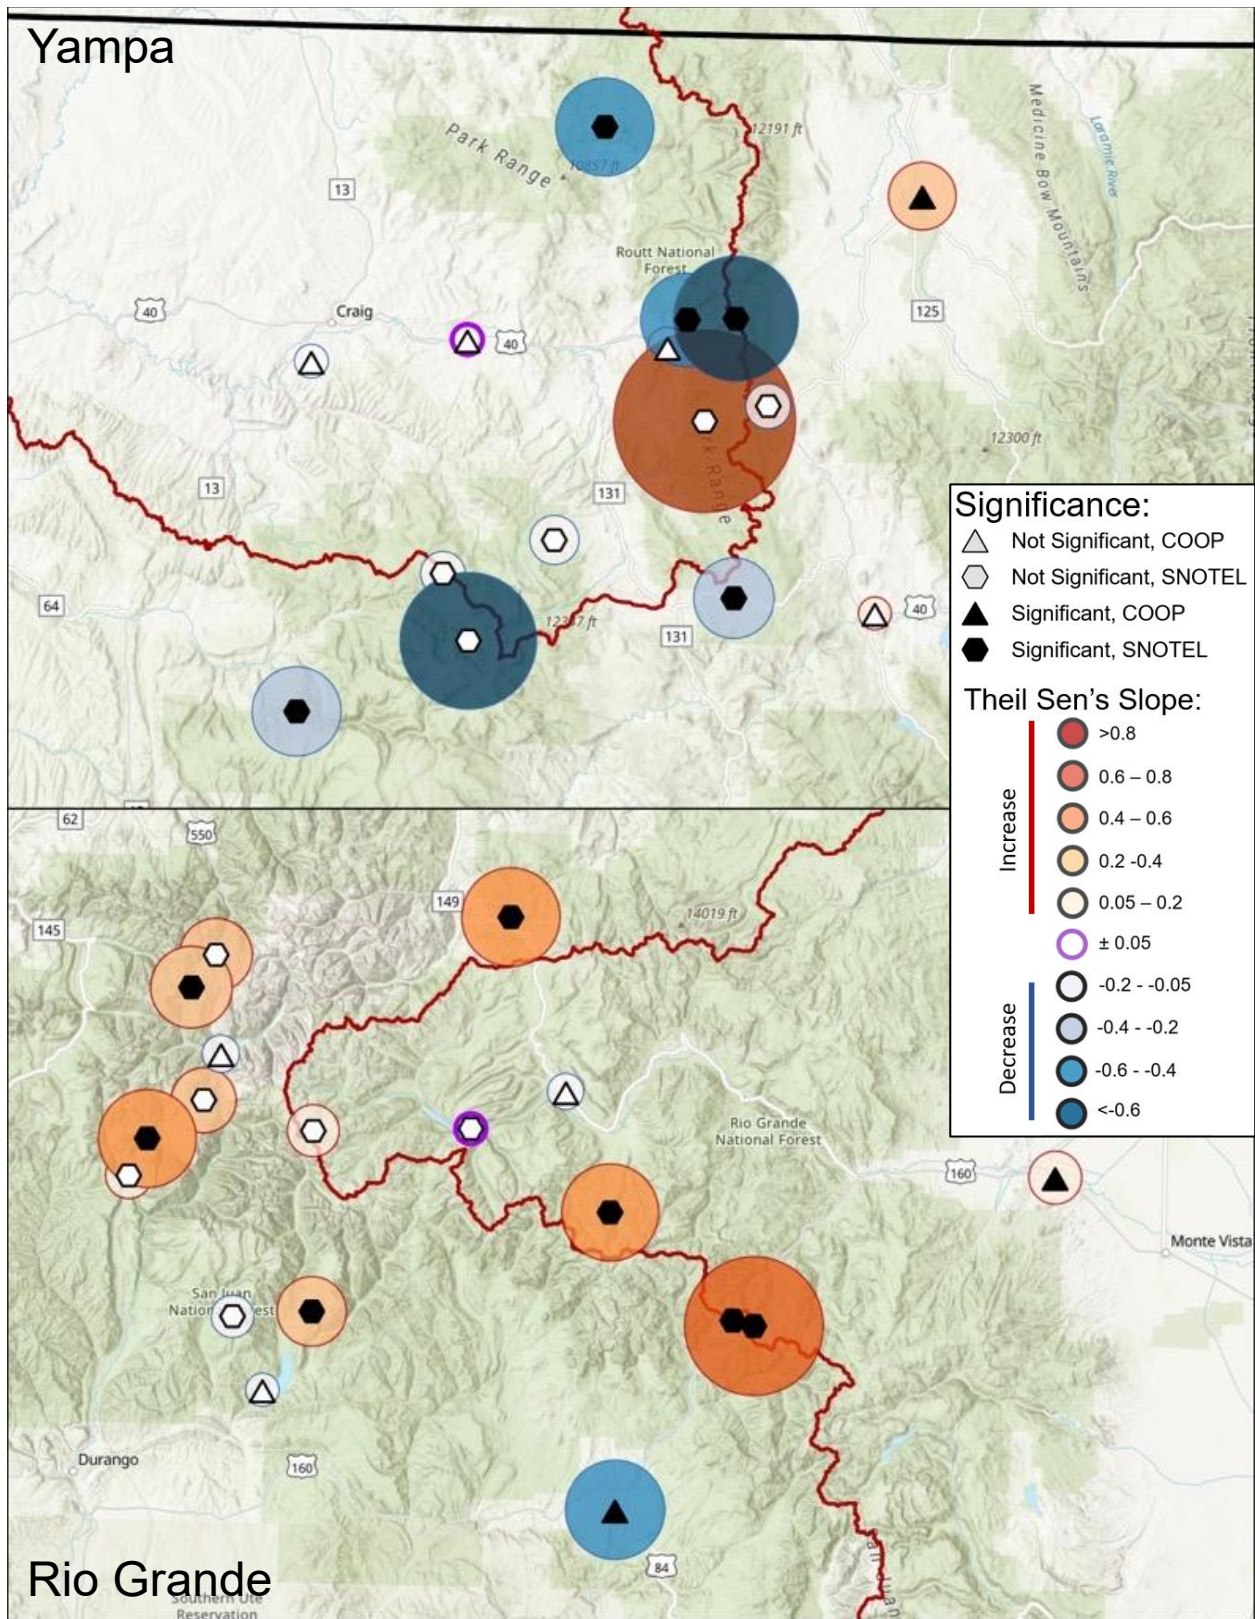 Yampa
12191 ft
Park Range
10857 ft
Medicine Bow Mountains
Laramie River
13
Routt National
Forest
40
Craig
40
125
12300 ft
13
131
64
131
40
Significance:
Not Significant, COOP
Not Significant, SNOTEL
Significant, COOP
Significant, SNOTEL
Theil Sen's Slope:
Increase
>0.8
0.6 – 0.8
0.4 – 0.6
0.2 -0.4
0.05 – 0.2
± 0.05
Decrease
-0.2 - -0.05
-0.4 - -0.2
-0.6 - -0.4
<-0.6
62
550
149
14019 ft
145
Rio Grande
National Forest
160
Monte Vista
San Juan
Durango
160
84
Rio Grande
Southern Ute
Reservation